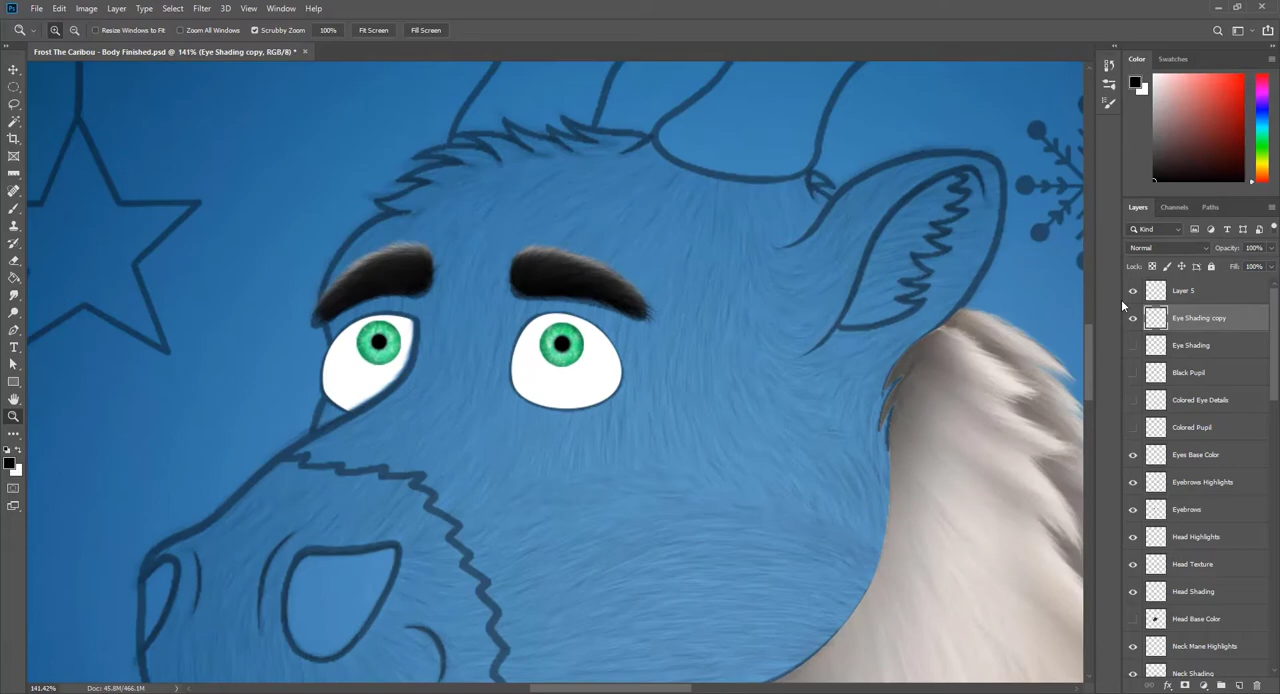 Ps File Edit Image Layer Type Select Filter 3D View Window Help
Resize Windows to Fit Zoom All Windows Scrubby Zoom 100% Fit Screen Fill Screen
Frost The Caribou - Body Finished.psd @ 141% (Eye Shading copy, RGB/8) * ×
Color Swatches
Layers Channels Paths
Kind
Normal Opacity: 100%
Lock: Fill: 100%
Layer 5
Eye Shading copy
Eye Shading
Black Pupil
Colored Eye Details
Colored Pupil
Eyes Base Color
Eyebrows Highlights
Eyebrows
Head Highlights
Head Texture
Head Shading
Head Base Color
Neck Mane Highlights
Neck Shading
141.42% Doc: 45.8M/466.1M